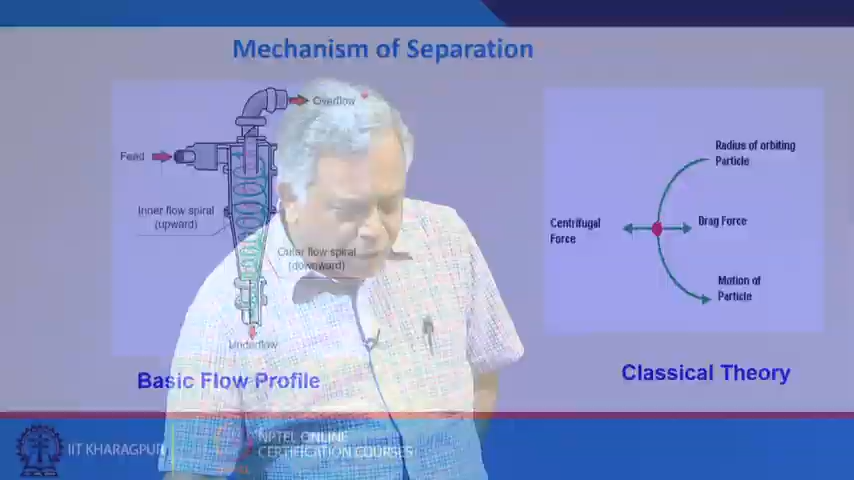 Mechanism of Separation
Overflow
Feed
Inner flow spiral
(upward)
Outer flow spiral
(downward)
Underflow
Basic Flow Profile
Radius of orbiting
Particle
Centrifugal
Force
Drag Force
Motion of
Particle
Classical Theory
IIT KHARAGPUR
NPTEL ONLINE
CERTIFICATION COURSES